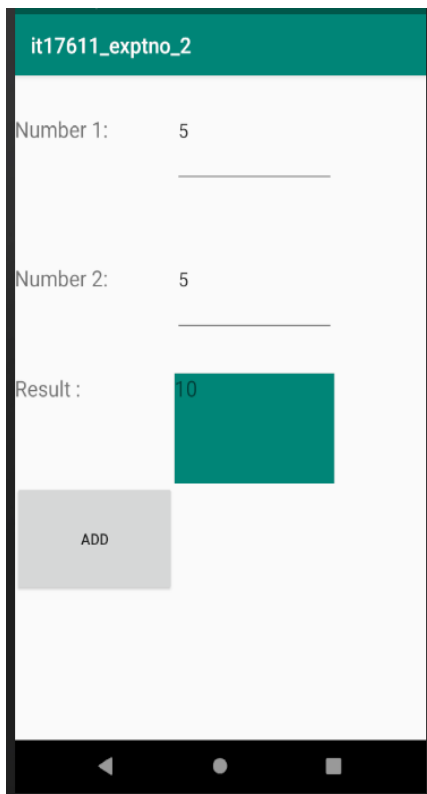 it17611_exptno_2
Number 1: 5
Number 2: 5
Result : 10
ADD